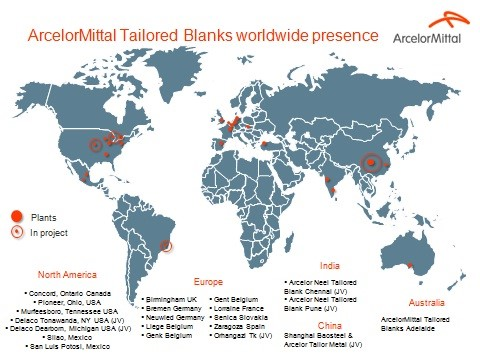 ArcelorMittal Tailored Blanks worldwide presence
ArcelorMittal
Plants
In project
North America
• Concord, Ontario Canada
• Pioneer, Ohio, USA
• Murfeesboro, Tennessee USA
• Delaco Tonawanda, NY USA (JV)
• Delaco Dearborn, Michigan USA (JV)
• Silao, Mexico
• San Luis Potosi, Mexico
Europe
• Birmingham UK
• Bremen Germany
• Neuwied Germany
• Liege Belgium
• Genk Belgium
• Gent Belgium
• Lorraine France
• Senica Slovakia
• Zaragoza Spain
• Orhangazi Tk (JV)
India
• Arcelor Neel Tailored
Blank Chennai (JV)
• Arcelor Neel Tailored
Blank Pune (JV)
China
Shanghai Baosteel &
Arcelor Tailor Metal (JV)
Australia
ArcelorMittal Tailored
Blanks Adelaide